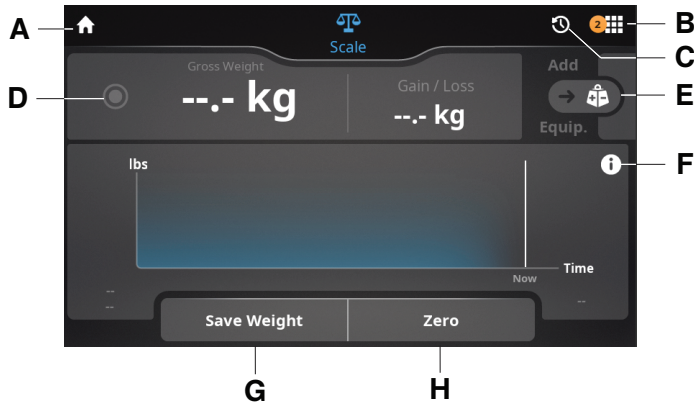 A
B
2
Scale
C
Gross Weight
Add
D
--.- kg
Gain / Loss
--.- kg
E
Equip.
lbs
F
Time
Now
--
--
--
Save Weight
Zero
G
H